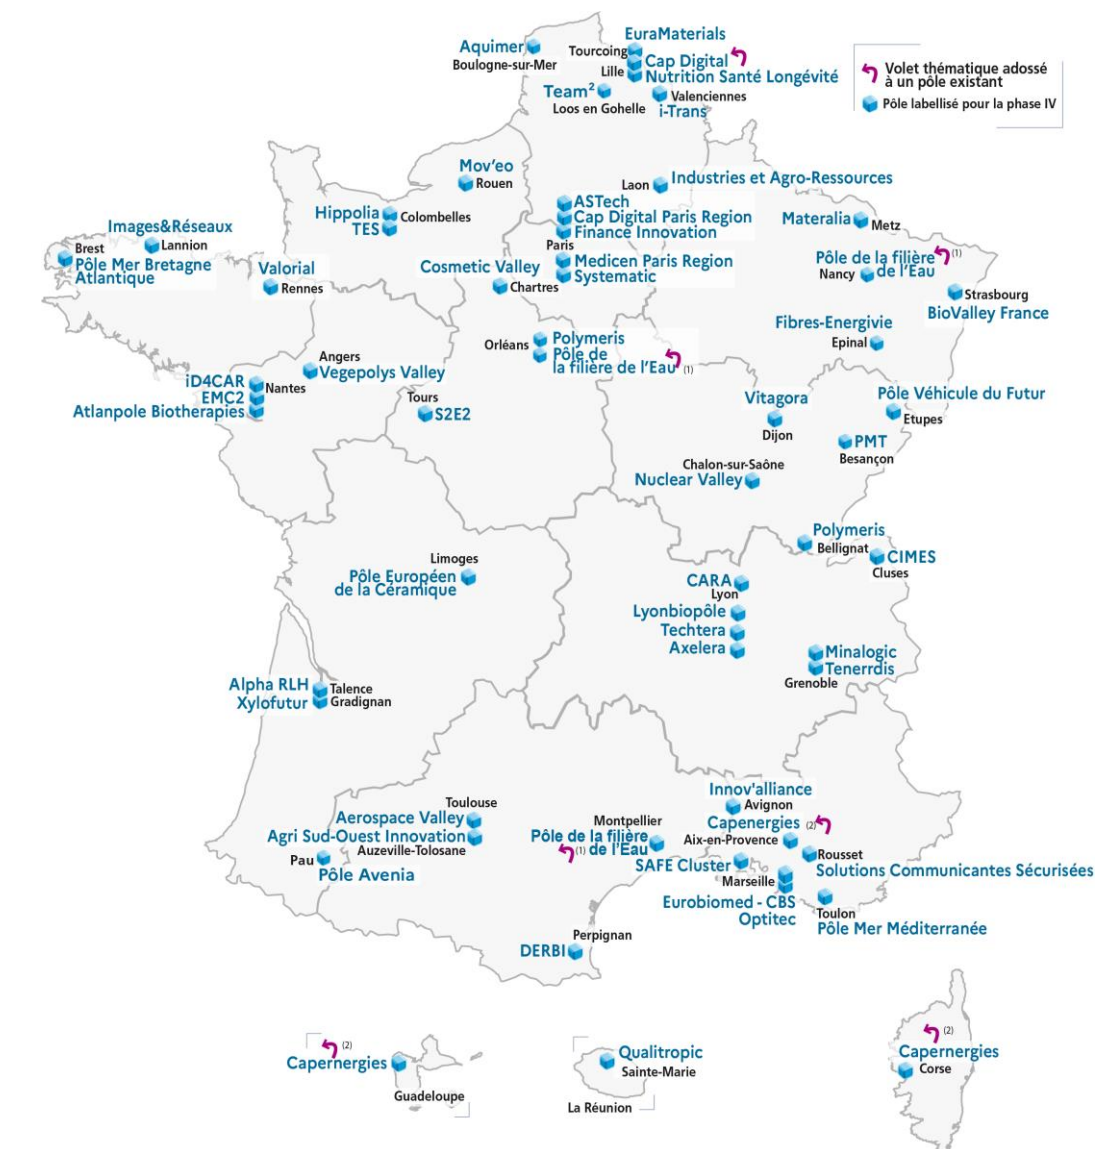 EuraMaterials
Aquimer
Tourcoing
Boulogne-sur-Mer
Cap Digital
Lille
Nutrition Santé Longévité
Team²
Valenciennes
Loos en Gohelle
i-Trans
Volet thématique adossé
à un pôle existant
Pôle labellisé pour la phase IV
Mov'eo
Rouen
Laon
Industries et Agro-Ressources
Hippolia
Colombelles
TES
ASTech
Cap Digital Paris Region
Finance Innovation
Paris
Medicen Paris Region
Systematic
Materalia
Metz
Images&Réseaux
Lannion
Brest
Pôle Mer Bretagne
Atlantique
Valorial
Rennes
Cosmetic Valley
Chartres
Pôle de la filière
(1)
Nancy
de l'Eau
Strasbourg
BioValley France
Fibres-Energivie
Epinal
Orléans
Polymeris
Pôle de
la filière de l'Eau
(1)
Angers
Vegepolys Valley
iD4CAR
Nantes
EMC2
Atlanpole Biotherapies
Tours
S2E2
Vitagora
Dijon
Pôle Véhicule du Futur
Etupes
PMT
Besançon
Chalon-sur-Saône
Nuclear Valley
Polymeris
Bellignat
CIMES
Cluses
Limoges
Pôle Européen
de la Céramique
CARA
Lyon
Lyonbiopôle
Techtera
Axelera
Minalogic
Tenerrdis
Grenoble
Alpha RLH
Talence
Xylofutur
Gradignan
Toulouse
Aerospace Valley
Agri Sud-Ouest Innovation
Auzeville-Tolosane
Pau
Pôle Avenia
Montpellier
Pôle de la filière
(1)
de l'Eau
Innov'alliance
Avignon
Capenergies
(2)
Aix-en-Provence
Rousset
Solutions Communicantes Sécurisées
SAFE Cluster
Marseille
Eurobiomed - CBS
Optitec
Toulon
Pôle Mer Méditerranée
Perpignan
DERBI
(2)
Capernergies
Guadeloupe
Qualitropic
Sainte-Marie
La Réunion
(2)
Capernergies
Corse